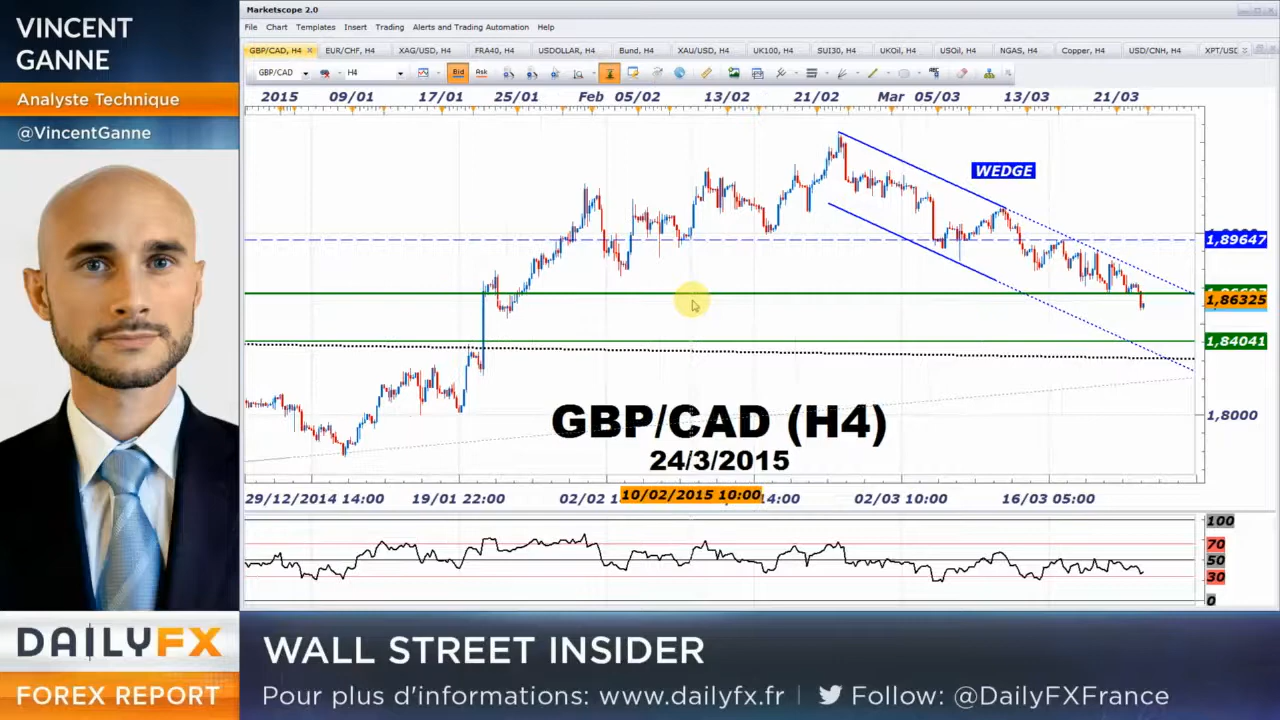 VINCENT
GANNE
Analyste Technique
@VincentGanne
Marketscope 2.0
File Chart Templates Insert Trading Alerts and Trading Automation Help
GBP/CAD, H4 EUR/CHF, H4 XAG/USD, H4 FRA40, H4 USDOLLAR, H4 Bund, H4 XAU/USD, H4 UK100, H4 SUI30, H4 UKOil, H4 USOil, H4 NGAS, H4 Copper, H4 USD/CNH, H4 XPT/USD
GBP/CAD H4 Bid Ask
2015 09/01 17/01 25/01 Feb 05/02 13/02 21/02 Mar 05/03 13/03 21/03
WEDGE
1,89647
1,86325
1,84041
1,8000
GBP/CAD (H4)
24/3/2015
29/12/2014 14:00 19/01 22:00 02/02 10/02/2015 10:00 14:00 02/03 10:00 16/03 05:00
100
70
50
30
0
DAILYFX
FOREX REPORT
WALL STREET INSIDER
Pour plus d'informations: www.dailyfx.fr | Follow: @DailyFXFrance